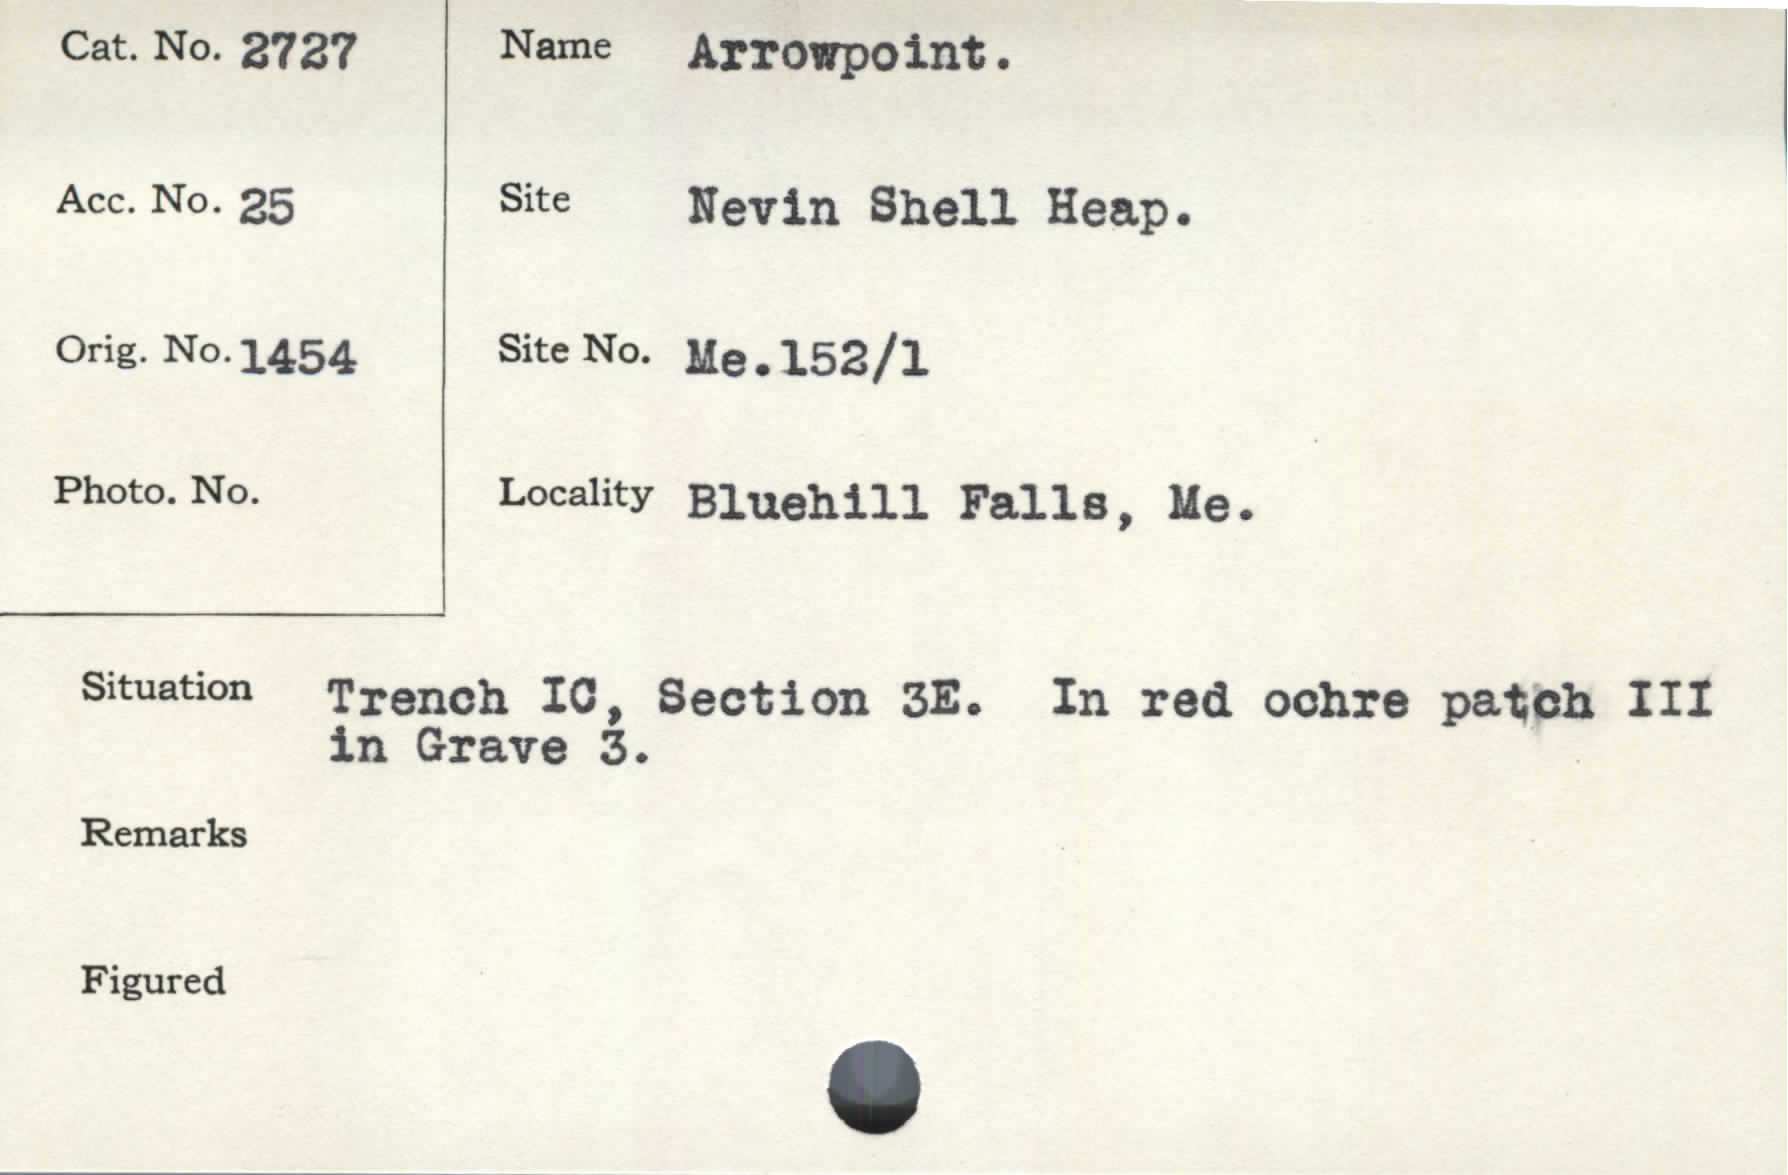 Cat. No. 2727
Name Arrowpoint.
Acc. No. 25
Site Nevin Shell Heap.
Orig. No. 1454
Site No. Me.152/1
Photo. No.
Locality Bluehill Falls, Me.
Situation Trench IC, Section 3E. In red ochre patch III
in Grave 3.
Remarks
Figured